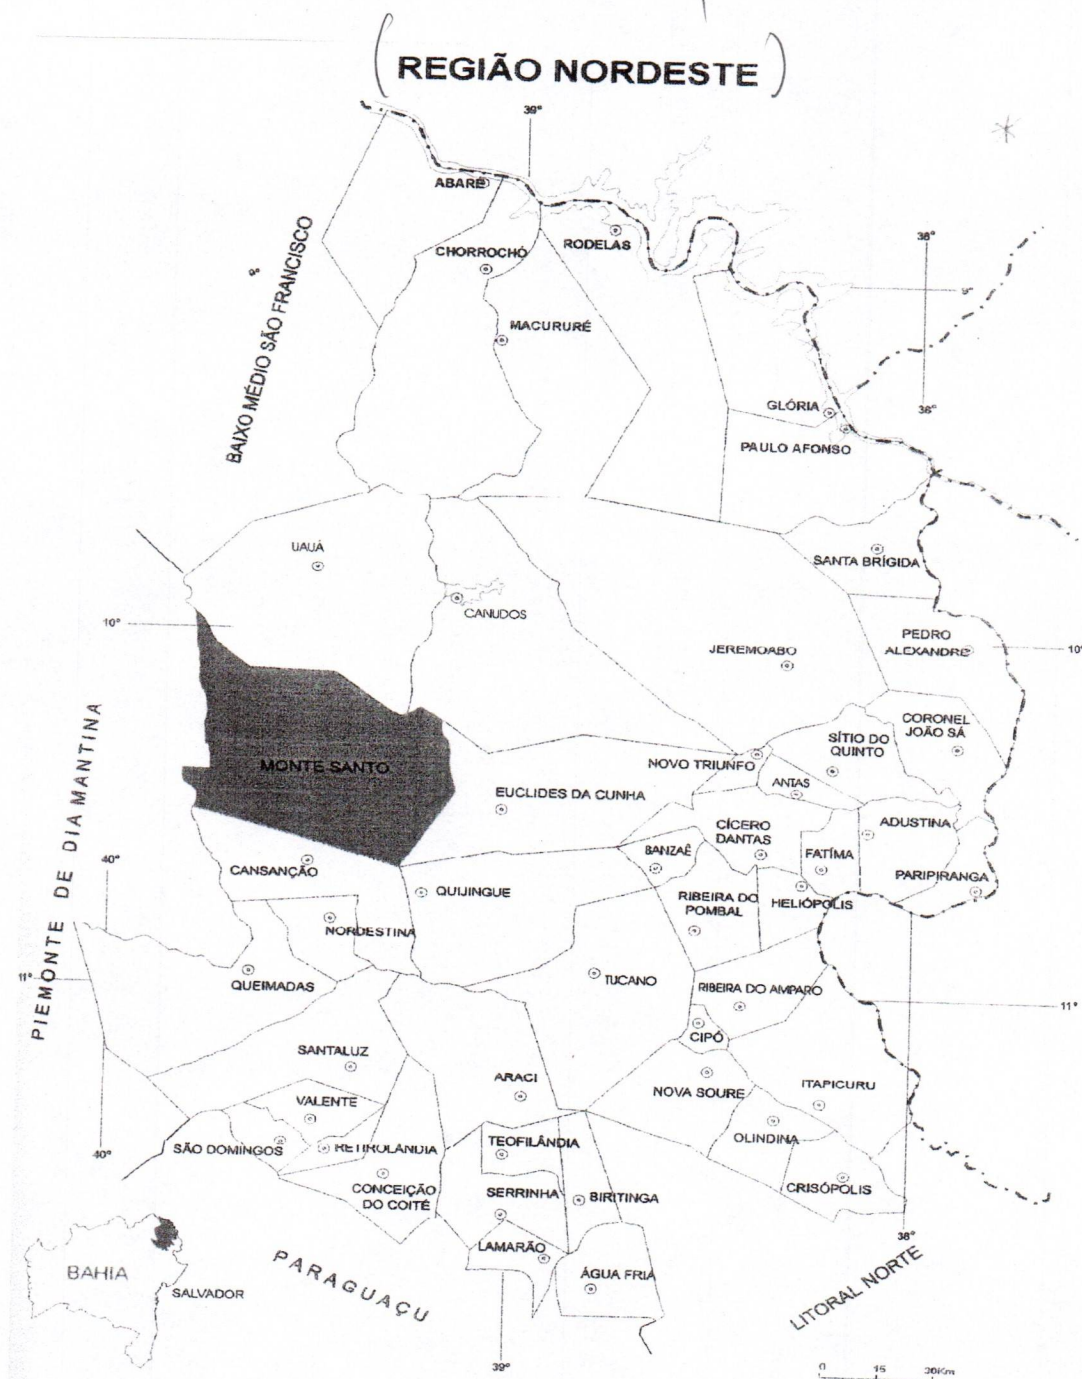 (REGIÃO NORDESTE)
39°
ABARÉ
RODELAS
38°
CHORROCHÓ
9°
9°
BAIXO MÉDIO SÃO FRANCISCO
MACURURÉ
GLÓRIA
38°
PAULO AFONSO
UAUÁ
SANTA BRÍGIDA
CANUDOS
10°
PEDRO
ALEXANDRE
10°
JEREMOABO
CORONEL
JOÃO SÁ
SÍTIO DO
QUINTO
MONTE SANTO
NOVO TRIUNFO
ANTAS
EUCLIDES DA CUNHA
PIEMONTE DE DIAMANTINA
CÍCERO
DANTAS
ADUSTINA
BANZAÊ
FATÍMA
40°
CANSANÇÃO
PARIPIRANGA
QUIJINGUE
RIBEIRA DO
POMBAL
HELIÓPOLIS
NORDESTINA
11°
QUEIMADAS
TUCANO
RIBEIRA DO AMPARO
11°
CIPÓ
SANTALUZ
ARACI
NOVA SOURE
ITAPICURU
VALENTE
OLINDINA
SÃO DOMINGOS
RETIROLÂNDIA
TEOFILÂNDIA
40°
CONCEIÇÃO
DO COITÉ
SERRINHA
BIRITINGA
CRISÓPOLIS
38°
LAMARÃO
ÁGUA FRIA
BAHIA
SALVADOR
PARAGUAÇU
LITORAL NORTE
39°
0 15 30Km